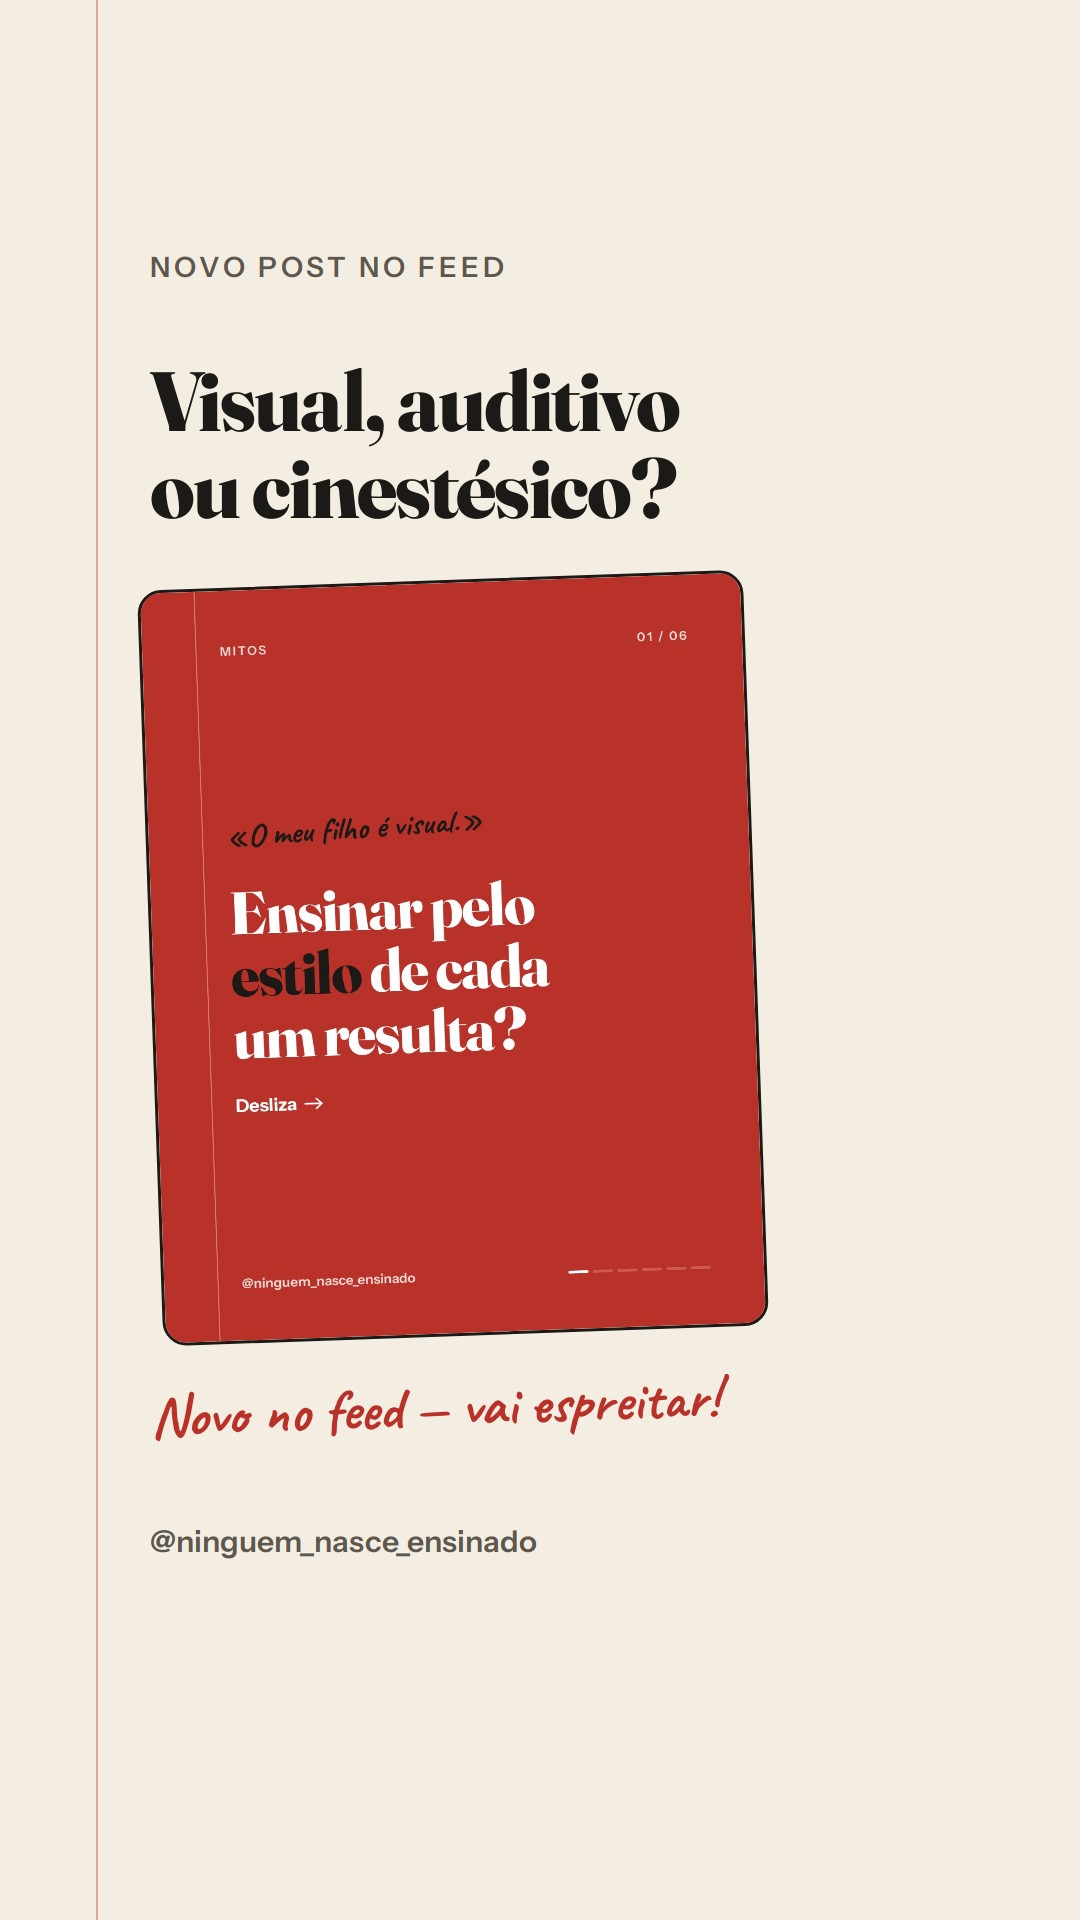 NOVO POST NO FEED
Visual, auditivo
ou cinestésico?
MITOS
01 / 06
«O meu filho é visual.»
Ensinar pelo
estilo de cada
um resulta?
Desliza →
@ninguem_nasce_ensinado
Novo no feed — vai espreitar!
@ninguem_nasce_ensinado